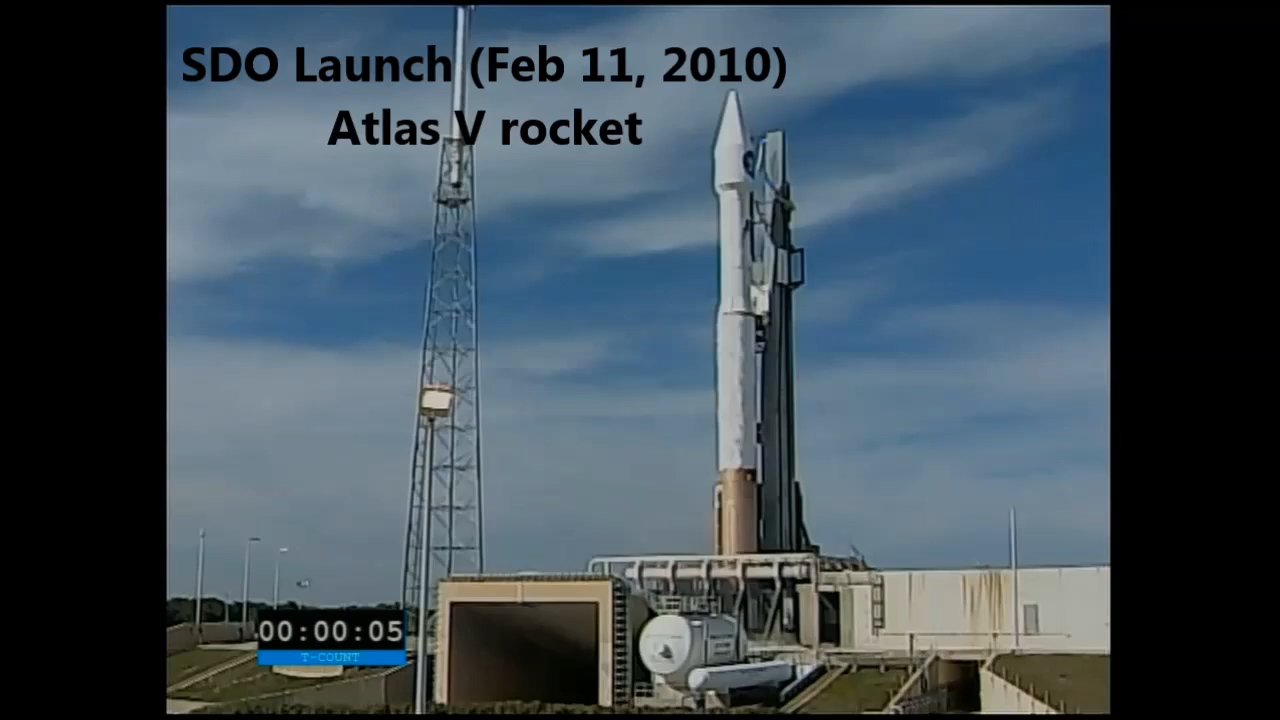 SDO Launch (Feb 11, 2010)
Atlas V rocket
00:00:05
T-COUNT